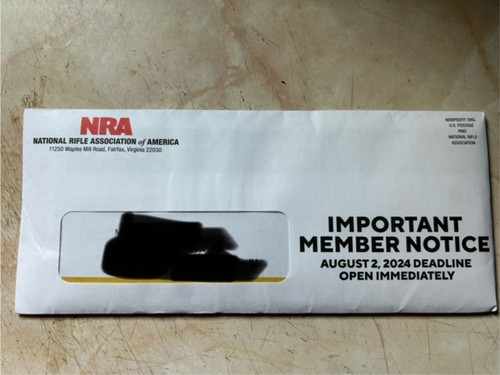 NRA
NATIONAL RIFLE ASSOCIATION of AMERICA
11250 Waples Mill Road, Fairfax, Virginia 22030
NONPROFIT ORG.
U.S. POSTAGE
PAID
NATIONAL RIFLE
ASSOCIATION
IMPORTANT
MEMBER NOTICE
AUGUST 2, 2024 DEADLINE
OPEN IMMEDIATELY